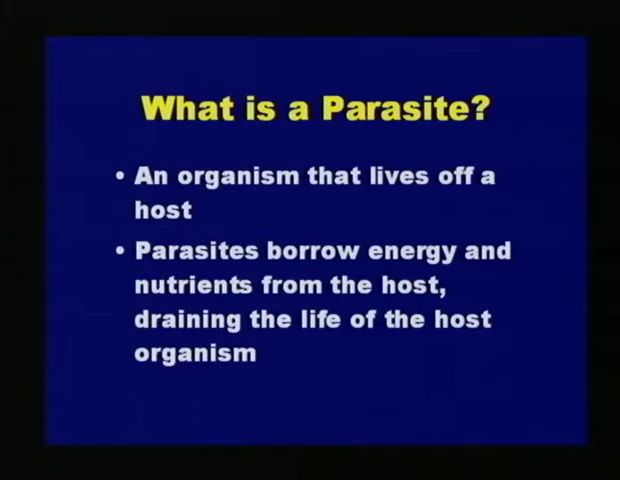 What is a Parasite?
• An organism that lives off a
host
• Parasites borrow energy and
nutrients from the host,
draining the life of the host
organism